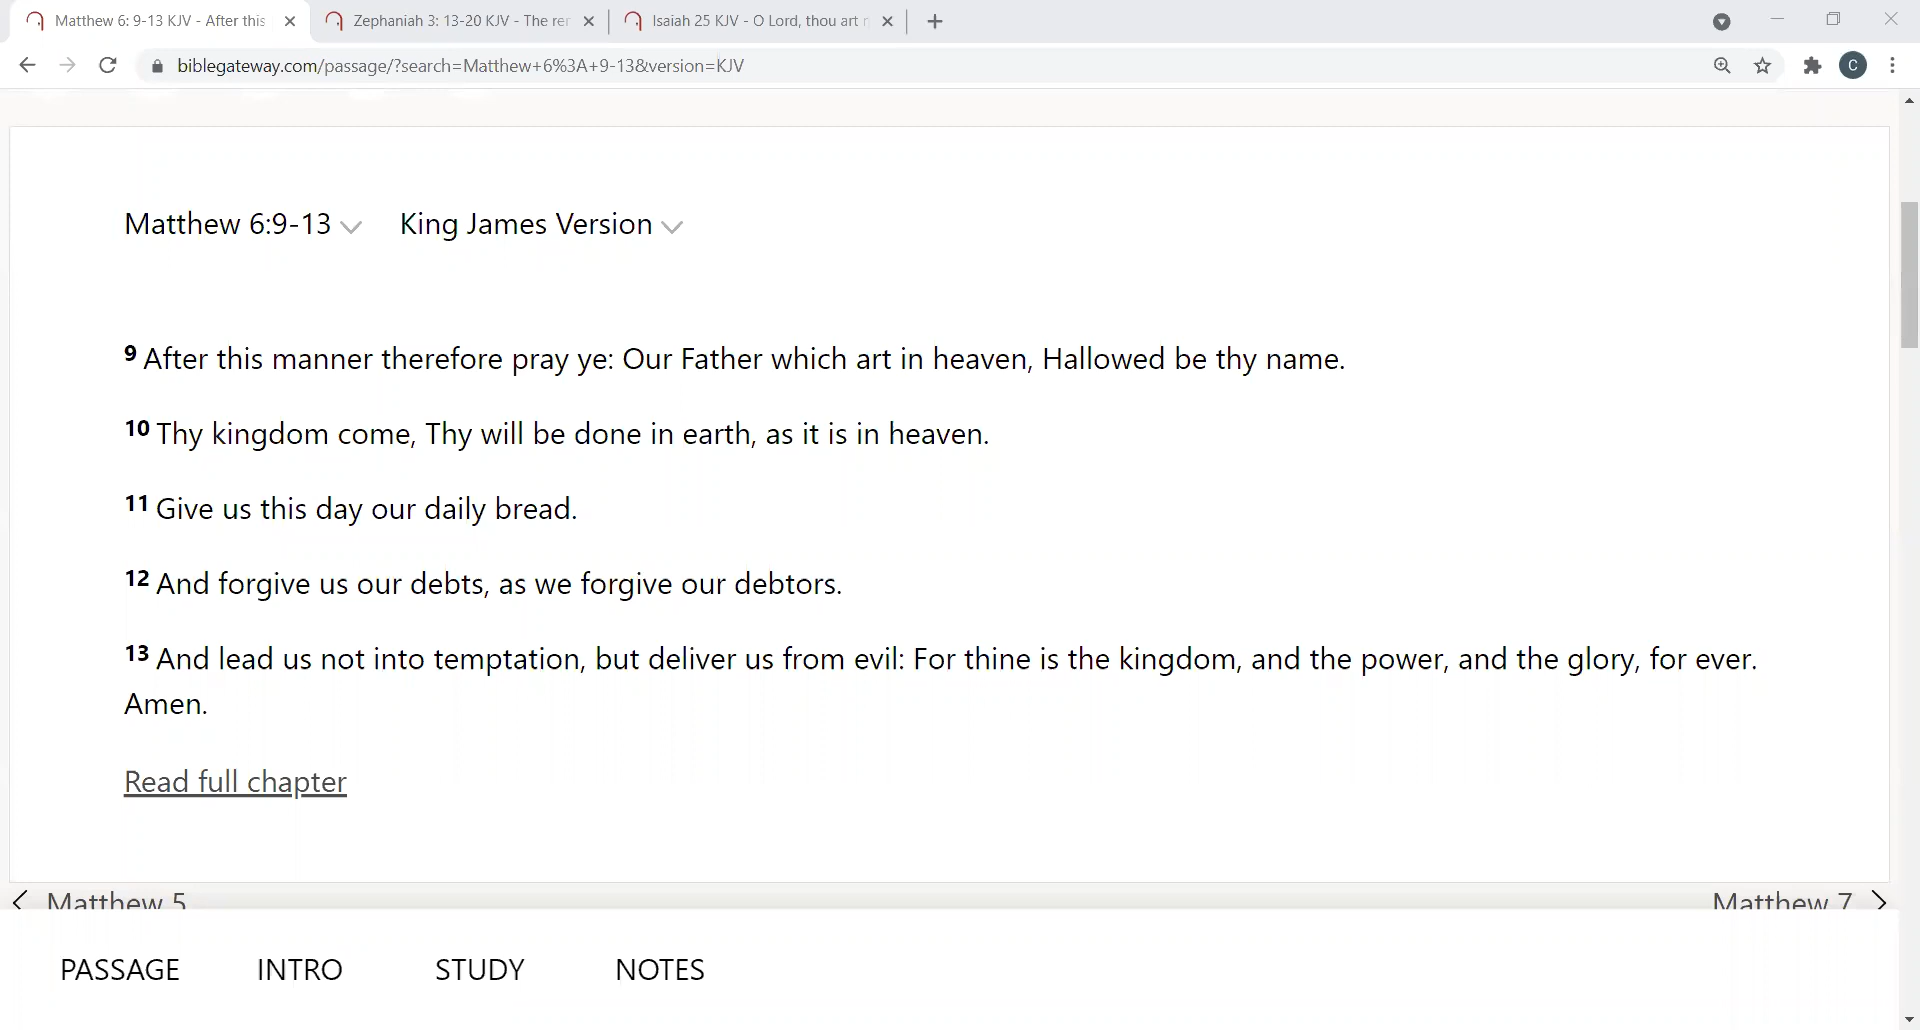 Matthew 6: 9-13 KJV - After this
Zephaniah 3: 13-20 KJV - The rer
Isaiah 25 KJV - O Lord, thou art r
biblegateway.com/passage/?search=Matthew+6%3A+9-13&version=KJV
C
Matthew 6:9-13 King James Version
9 After this manner therefore pray ye: Our Father which art in heaven, Hallowed be thy name.
10 Thy kingdom come, Thy will be done in earth, as it is in heaven.
11 Give us this day our daily bread.
12 And forgive us our debts, as we forgive our debtors.
13 And lead us not into temptation, but deliver us from evil: For thine is the kingdom, and the power, and the glory, for ever.
Amen.
Read full chapter
Matthew 5
Matthew 7
PASSAGE INTRO STUDY NOTES